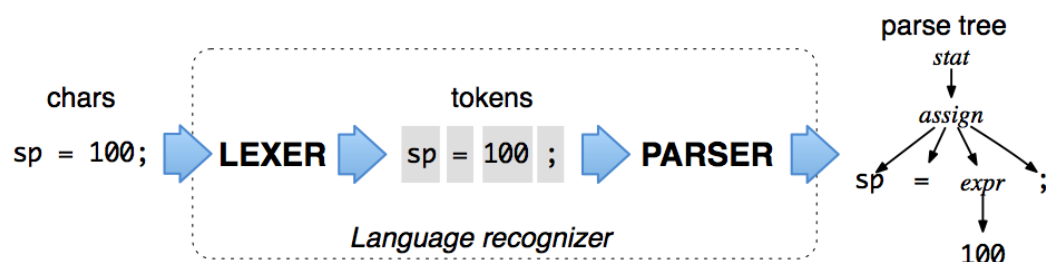 parse tree
stat
chars
tokens
assign
sp = 100;
LEXER
sp = 100 ;
PARSER
sp = expr ;
Language recognizer
100